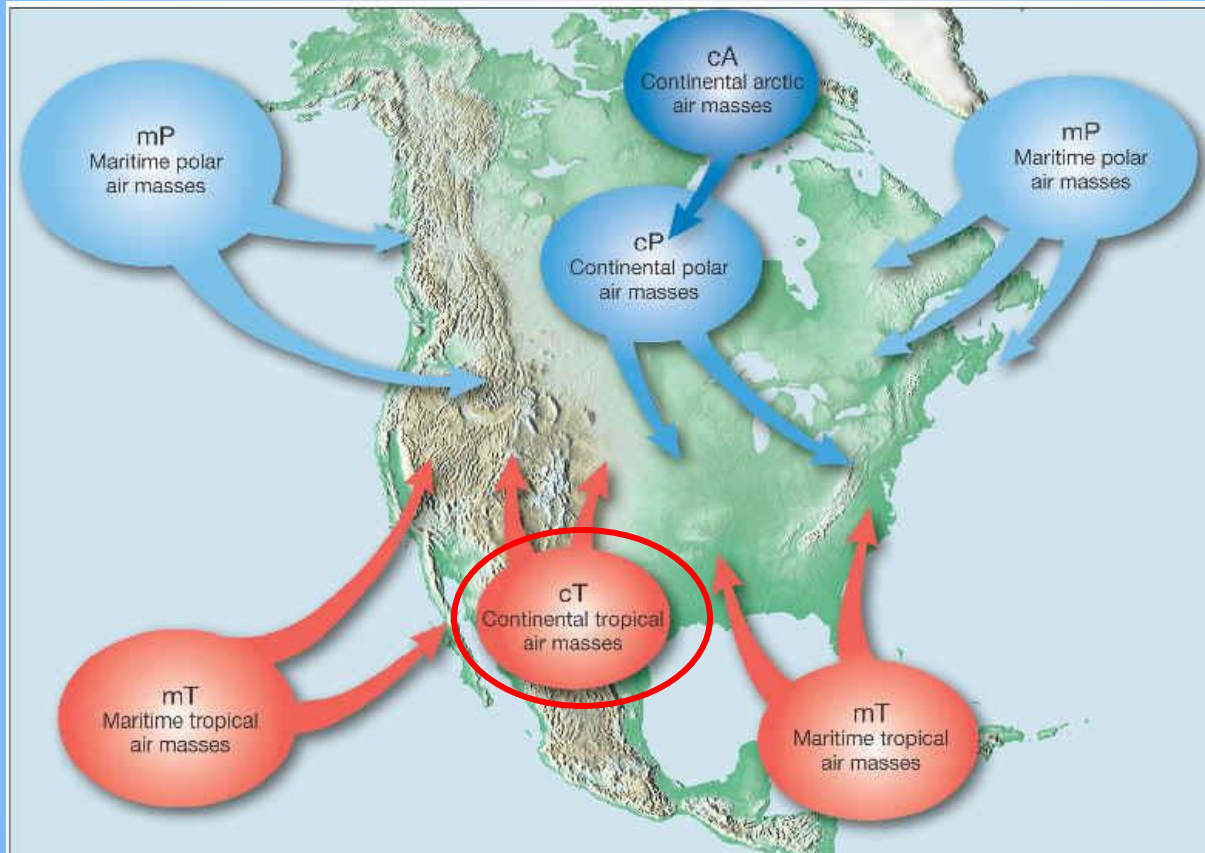 cA
Continental arctic
air masses
mP
Maritime polar
air masses
mP
Maritime polar
air masses
cP
Continental polar
air masses
cT
Continental tropical
air masses
mT
Maritime tropical
air masses
mT
Maritime tropical
air masses